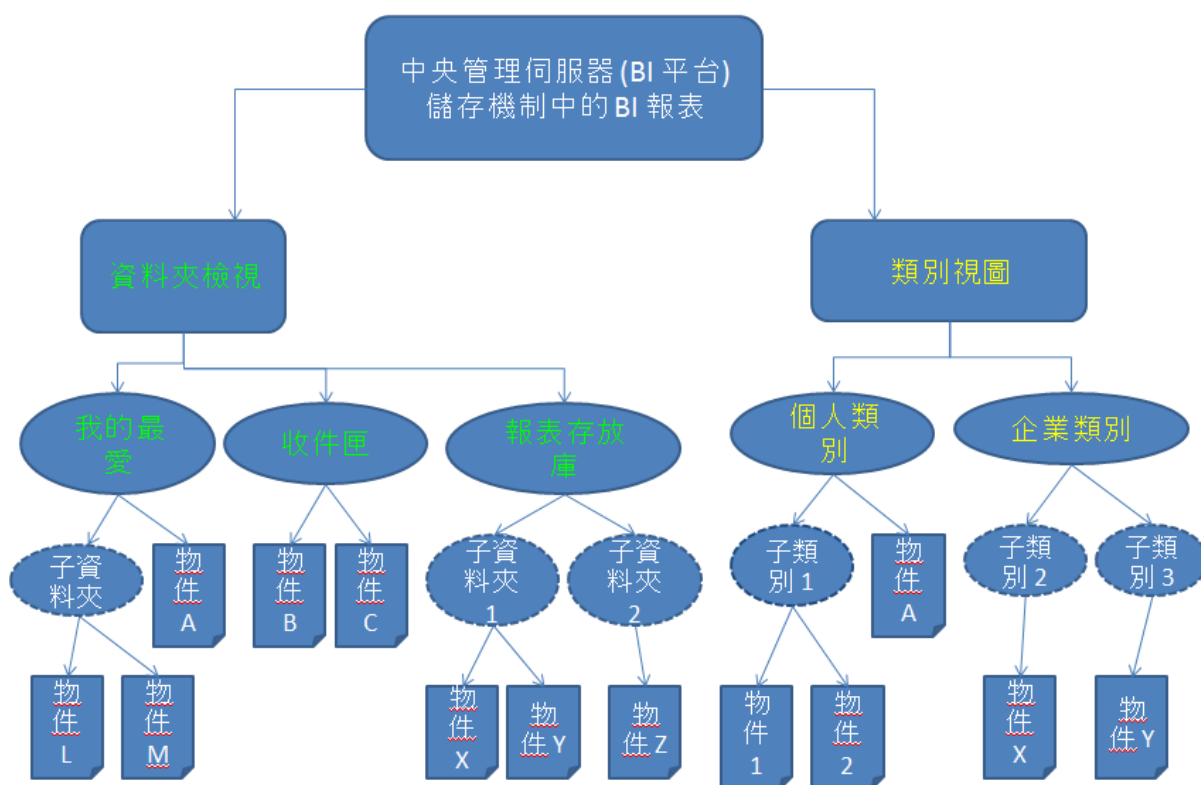 中央管理伺服器 (BI 平台)
儲存機制中的 BI 報表
資料夾檢視
類別視圖
我的最
愛
收件匣
報表存放
庫
個人類
別
企業類別
子資
料夾
物
件
A
物
件
B
物
件
C
子資
料夾
1
子資
料夾
2
子類
別 1
物
件
A
子類
別 2
子類
別 3
物
件
L
物
件
M
物
件
X
物
件 Y
物
件 Z
物
件
1
物
件
2
物
件
X
物
件 Y